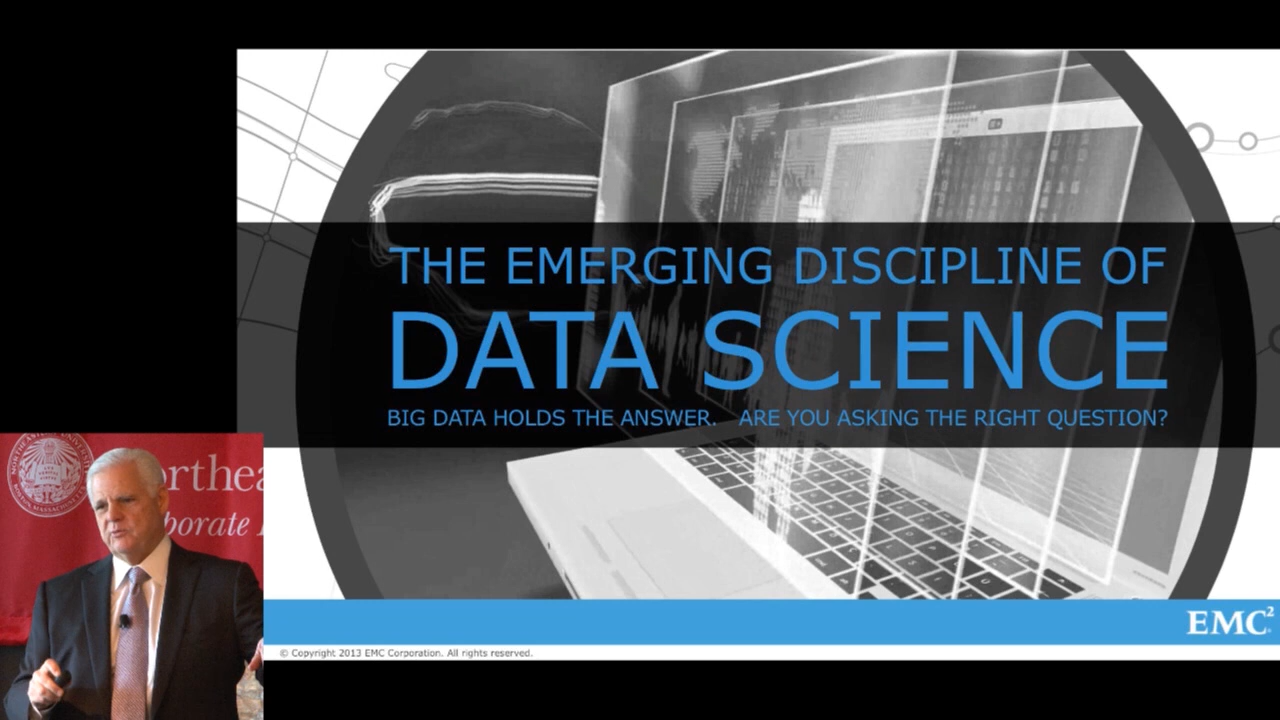 THE EMERGING DISCIPLINE OF
DATA SCIENCE
BIG DATA HOLDS THE ANSWER. ARE YOU ASKING THE RIGHT QUESTION?
rthea
borate
EMC²
© Copyright 2013 EMC Corporation. All rights reserved.